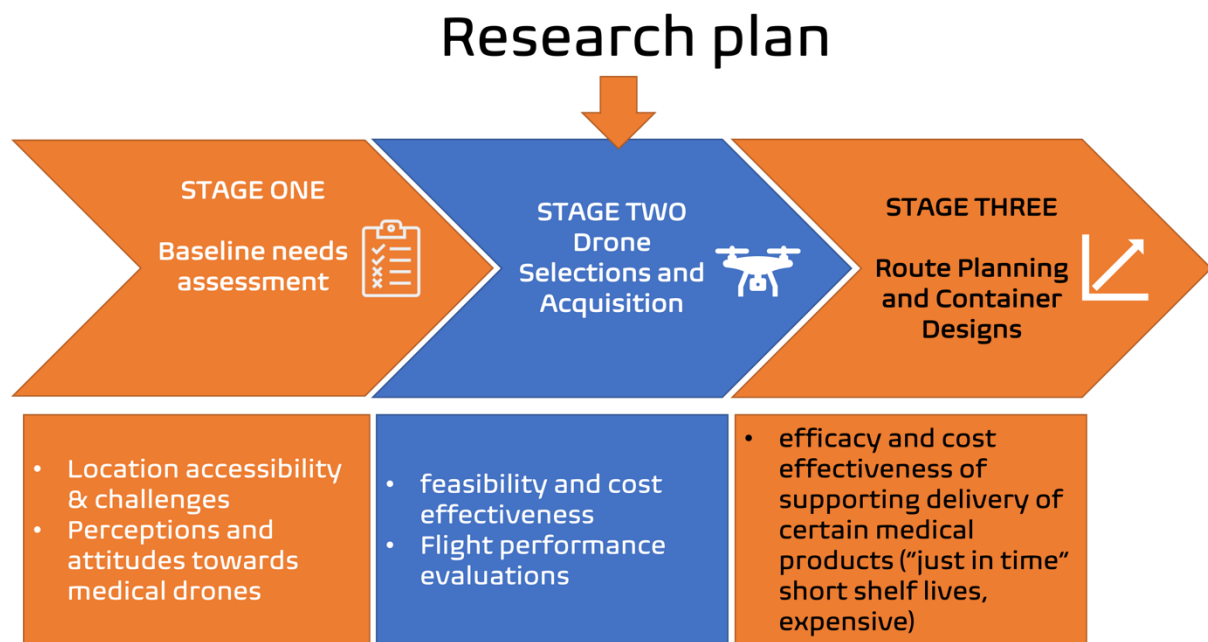 Research plan
STAGE ONE
Baseline needs
assessment
STAGE TWO
Drone
Selections and
Acquisition
STAGE THREE
Route Planning
and Container
Designs
• Location accessibility
& challenges
• Perceptions and
attitudes towards
medical drones
• feasibility and cost
effectiveness
• Flight performance
evaluations
• efficacy and cost
effectiveness of
supporting delivery of
certain medical
products (”just in time”
short shelf lives,
expensive)